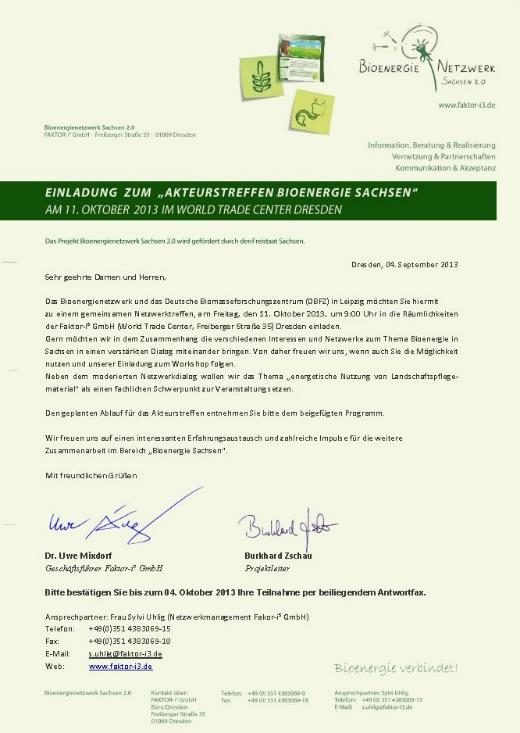 BIOENERGIE NETZWERK
SACHSEN 2.0
www.faktor-i3.de
Bioenergienetzwerk Sachsen 2.0
FAKTOR-i³ GmbH · Freiberger Straße 35 · 01069 Dresden
Information, Beratung & Realisierung
Vernetzung & Partnerschaften
Kommunikation & Akzeptanz
EINLADUNG ZUM „AKTEURSTREFFEN BIOENERGIE SACHSEN“
AM 11. OKTOBER 2013 IM WORLD TRADE CENTER DRESDEN
Das Projekt Bioenergienetzwerk Sachsen 2.0 wird gefördert durch den Freistaat Sachsen.
Dresden, 04. September 2013
Sehr geehrte Damen und Herren,
Das Bioenergienetzwerk und das Deutsche Biomasseforschungszentrum (DBFZ) in Leipzig möchten Sie hiermit
zu einem gemeinsamen Netzwerktreffen, am Freitag, den 11. Oktober 2013, um 9:00 Uhr in die Räumlichkeiten
der Faktor-i³ GmbH (World Trade Center, Freiberger Straße 35) Dresden einladen.
Gern möchten wir in dem Zusammenhang die verschiedenen Interessen und Netzwerke zum Thema Bioenergie in
Sachsen in einen verstärkten Dialog miteinander bringen. Von daher freuen wir uns, wenn auch Sie die Möglichkeit
nutzen und unserer Einladung zum Workshop folgen.
Neben dem moderierten Netzwerkdialog wollen wir das Thema „energetische Nutzung von Landschaftspflege-
material“ als einen fachlichen Schwerpunkt zur Veranstaltung setzen.
Den geplanten Ablauf für das Akteurstreffen entnehmen Sie bitte dem beigefügten Programm.
Wir freuen uns auf einen interessanten Erfahrungsaustausch und zahlreiche Impulse für die weitere
Zusammenarbeit im Bereich „Bioenergie Sachsen“.
Mit freundlichen Grüßen
Dr. Uwe Mixdorf
Geschäftsführer Faktor-i³ GmbH
Burkhard Zschau
Projektleiter
Bitte bestätigen Sie bis zum 04. Oktober 2013 Ihre Teilnahme per beiliegendem Antwortfax.
Ansprechpartner: Frau Sylvi Uhlig (Netzwerkmanagement Fakor-i³ GmbH)
Telefon: +49(0)351 4383069-15
Fax: +49(0)351 4383069-18
E-Mail: s.uhlig@faktor-i3.de
Web: www.faktor-i3.de
Bioenergie verbindet!
Bioenergienetzwerk Sachsen 2.0
Kontakt über:
FAKTOR-i³ GmbH
Büro Dresden
Freiberger Straße 35
01069 Dresden
Telefon: +49 (0) 351 4383069-0
Fax: +49 (0) 351 4383069-18
Ansprechpartner: Sylvi Uhlig
Telefon: +49 (0) 351 4383069-15
E-Mail: suhlig@faktor-i3.de